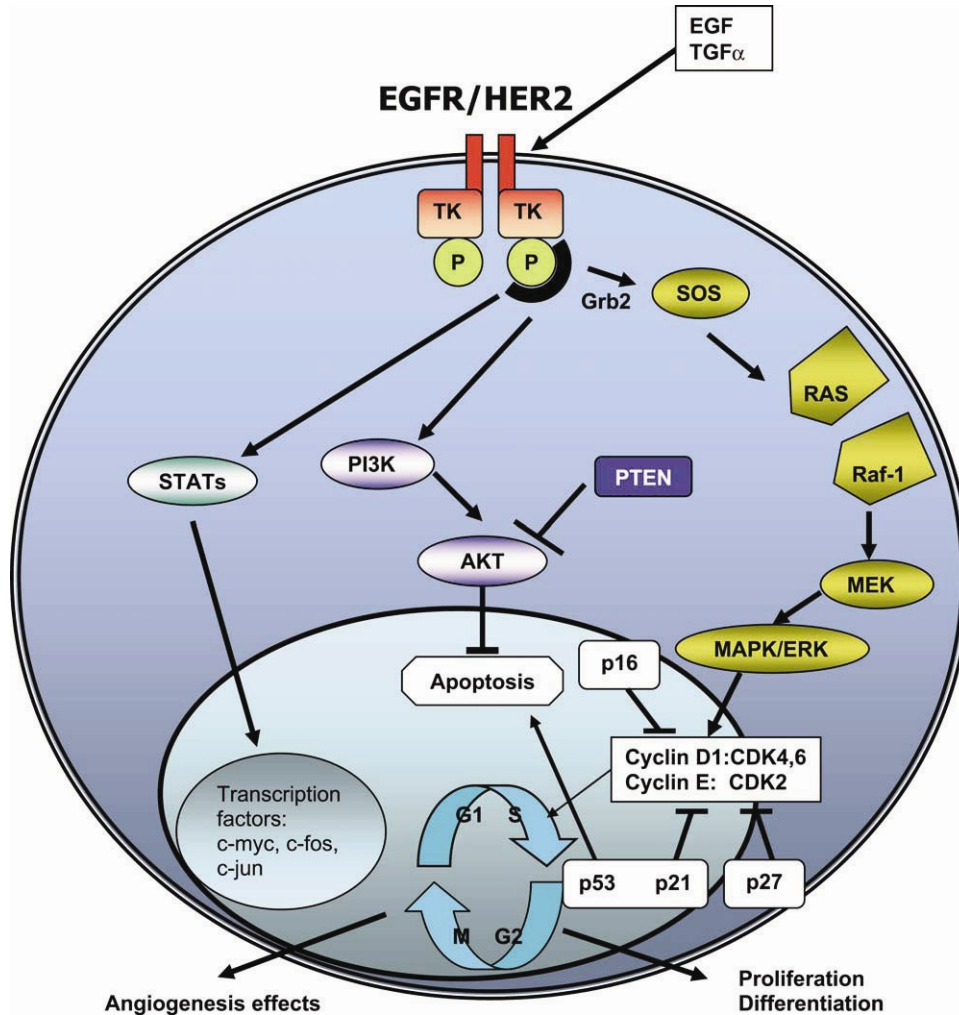 EGF
TGFα
EGFR/HER2
TK
TK
P
P
Grb2
SOS
RAS
Raf-1
STATs
PI3K
PTEN
AKT
MEK
MAPK/ERK
p16
Apoptosis
Cyclin D1:CDK4,6
Cyclin E: CDK2
Transcription
factors:
c-myc, c-fos,
c-jun
G1 S
p53 p21
p27
M G2
Angiogenesis effects
Proliferation
Differentiation